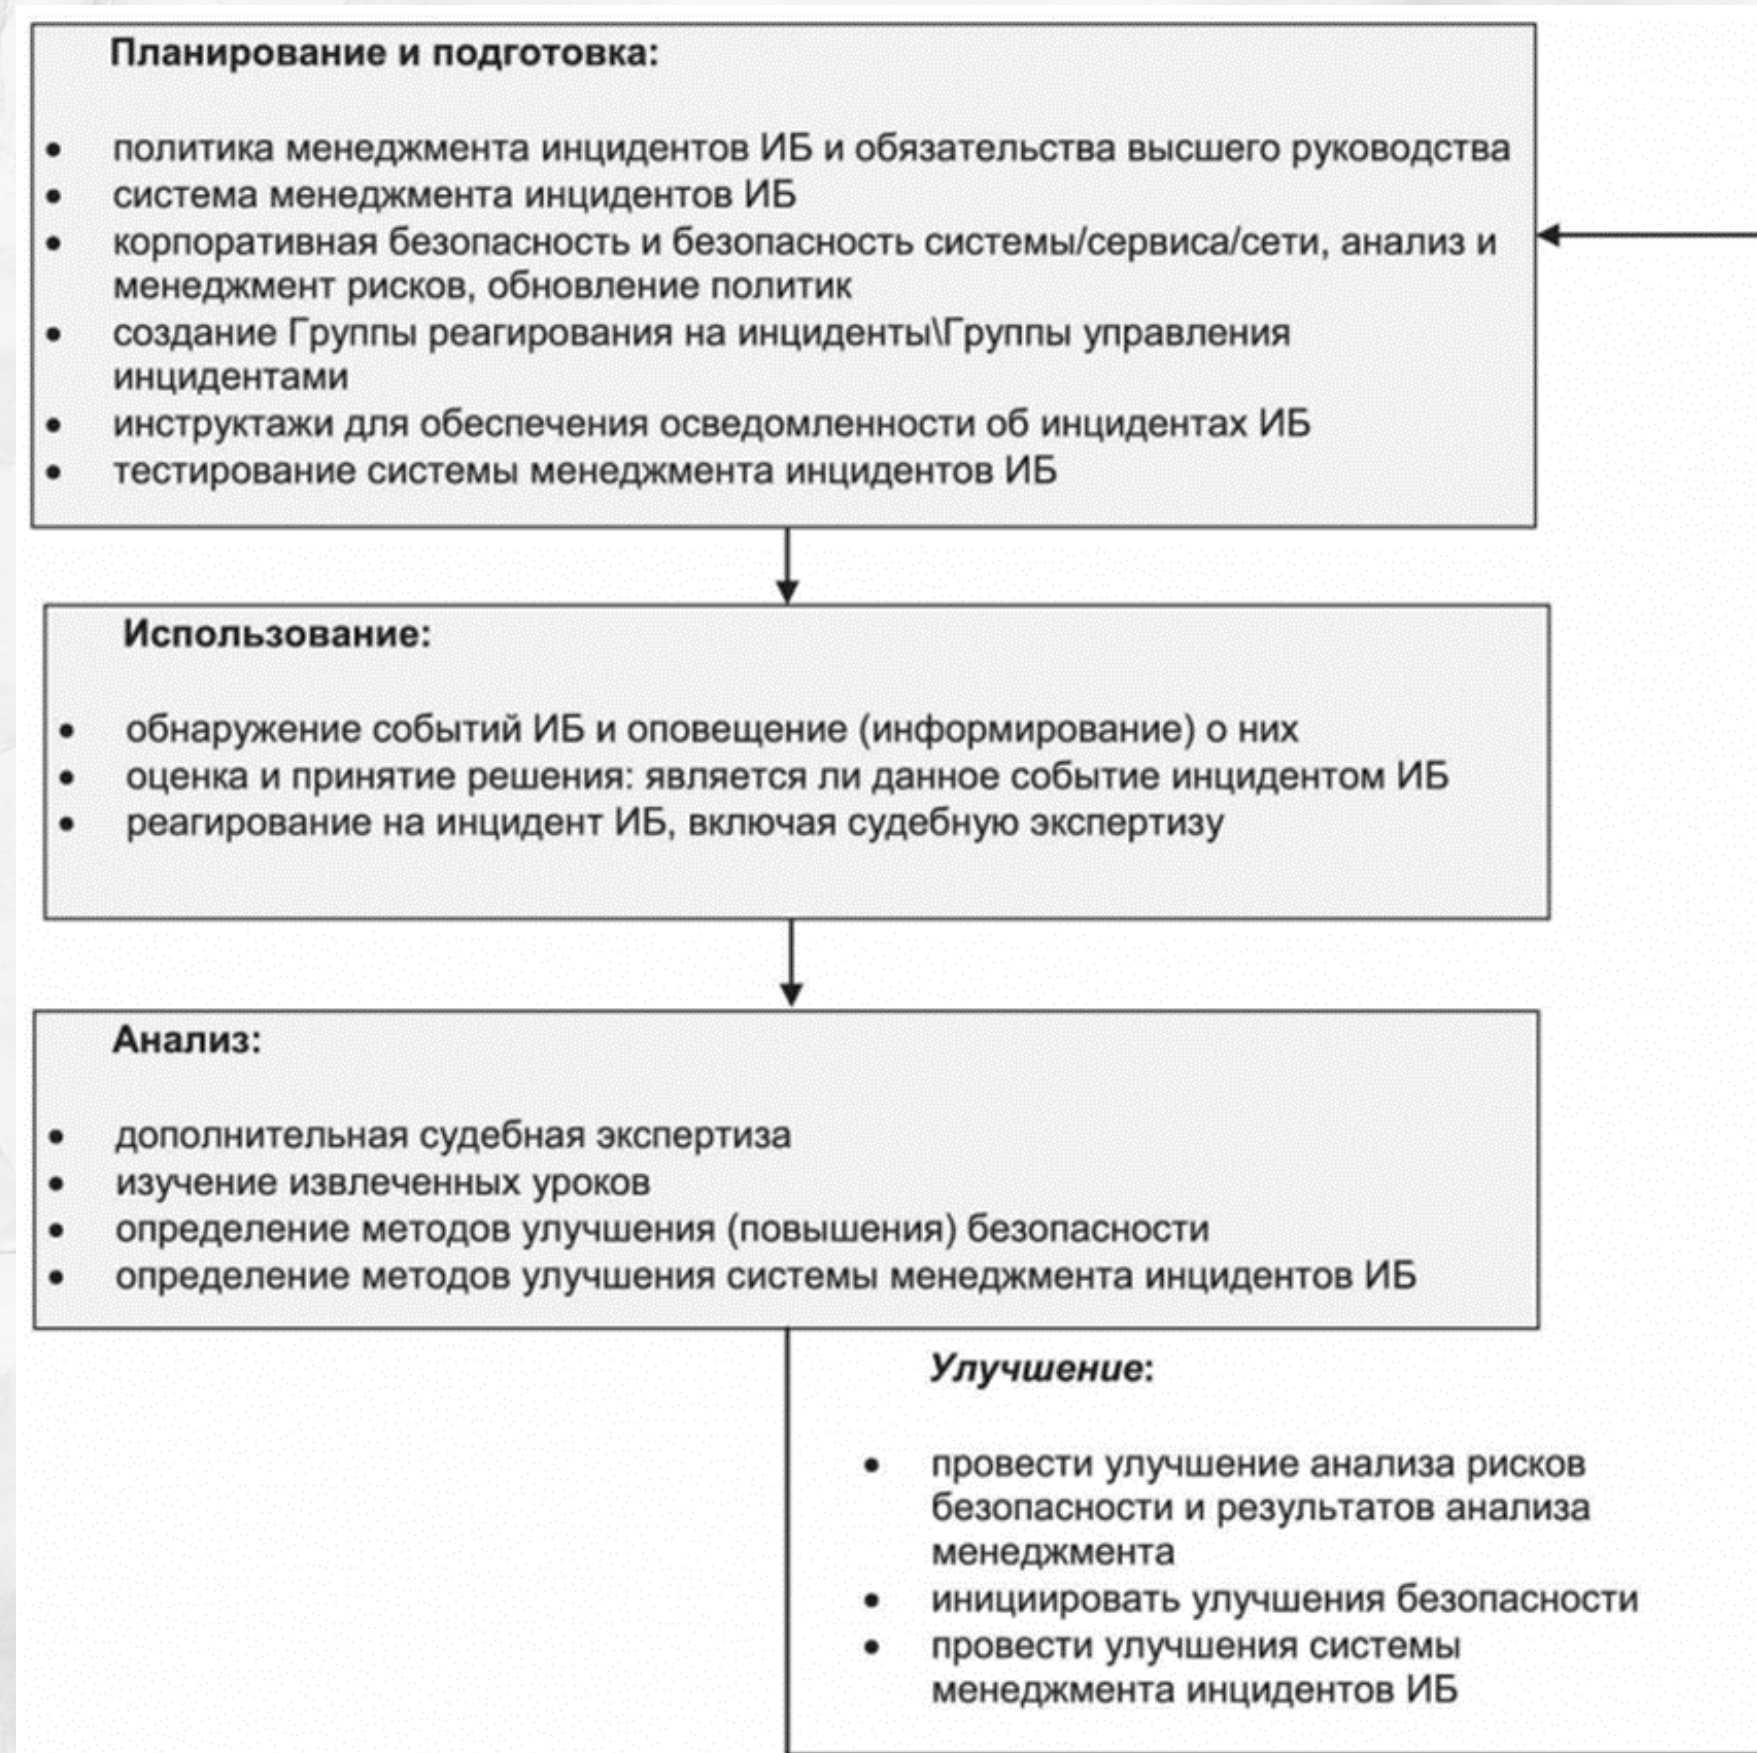 Планирование и подготовка:
• политика менеджмента инцидентов ИБ и обязательства высшего руководства
• система менеджмента инцидентов ИБ
• корпоративная безопасность и безопасность системы/сервиса/сети, анализ и
менеджмент рисков, обновление политик
• создание Группы реагирования на инциденты\Группы управления
инцидентами
• инструктажи для обеспечения осведомленности об инцидентах ИБ
• тестирование системы менеджмента инцидентов ИБ
Использование:
• обнаружение событий ИБ и оповещение (информирование) о них
• оценка и принятие решения: является ли данное событие инцидентом ИБ
• реагирование на инцидент ИБ, включая судебную экспертизу
Анализ:
• дополнительная судебная экспертиза
• изучение извлеченных уроков
• определение методов улучшения (повышения) безопасности
• определение методов улучшения системы менеджмента инцидентов ИБ
Улучшение:
• провести улучшение анализа рисков
безопасности и результатов анализа
менеджмента
• инициировать улучшения безопасности
• провести улучшения системы
менеджмента инцидентов ИБ